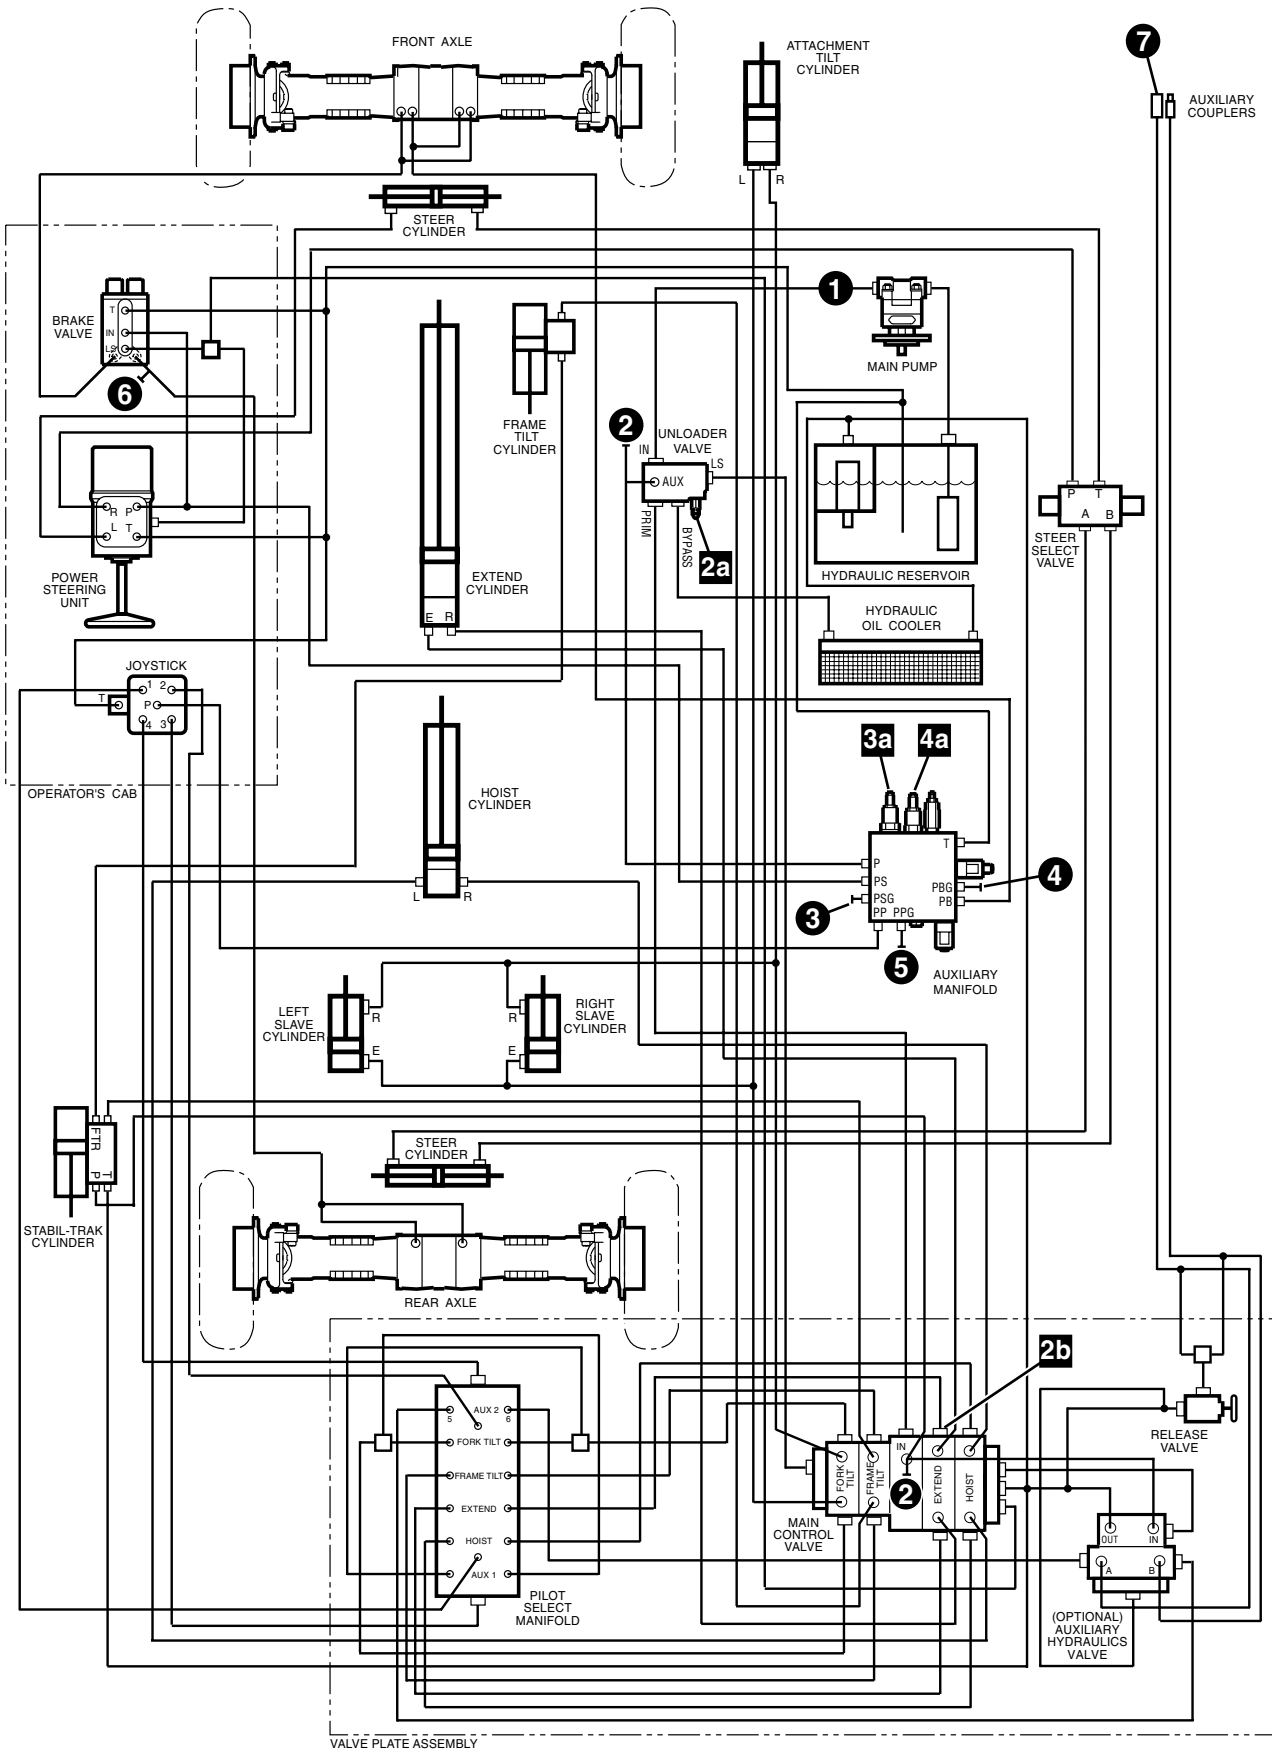 FRONT AXLE
ATTACHMENT
TILT
CYLINDER
7
AUXILIARY
COUPLERS
L
R
STEER
CYLINDER
1
MAIN PUMP
BRAKE
VALVE
T
IN
LS
6
FRAME
TILT
CYLINDER
2
UNLOADER
VALVE
IN
LS
AUX
PRIM
BYPASS
2a
P
T
A
B
STEER
SELECT
VALVE
HYDRAULIC RESERVOIR
R
P
L
T
POWER
STEERING
UNIT
EXTEND
CYLINDER
E
R
HYDRAULIC
OIL COOLER
JOYSTICK
1
2
T
P
4
3
OPERATOR'S CAB
HOIST
CYLINDER
L
R
3a
4a
T
P
PS
PSG
PBG
PB
PP
PPG
4
3
5
AUXILIARY
MANIFOLD
LEFT
SLAVE
CYLINDER
R
E
RIGHT
SLAVE
CYLINDER
R
E
FTR
P
T
STABIL-TRAK
CYLINDER
STEER
CYLINDER
REAR AXLE
2b
RELEASE
VALVE
AUX 2
5
6
FORK TILT
FRAME TILT
EXTEND
HOIST
AUX 1
PILOT
SELECT
MANIFOLD
FORK
TILT
FRAME
TILT
IN
2
EXTEND
HOIST
MAIN
CONTROL
VALVE
OUT
IN
A
B
(OPTIONAL)
AUXILIARY
HYDRAULICS
VALVE
VALVE PLATE ASSEMBLY